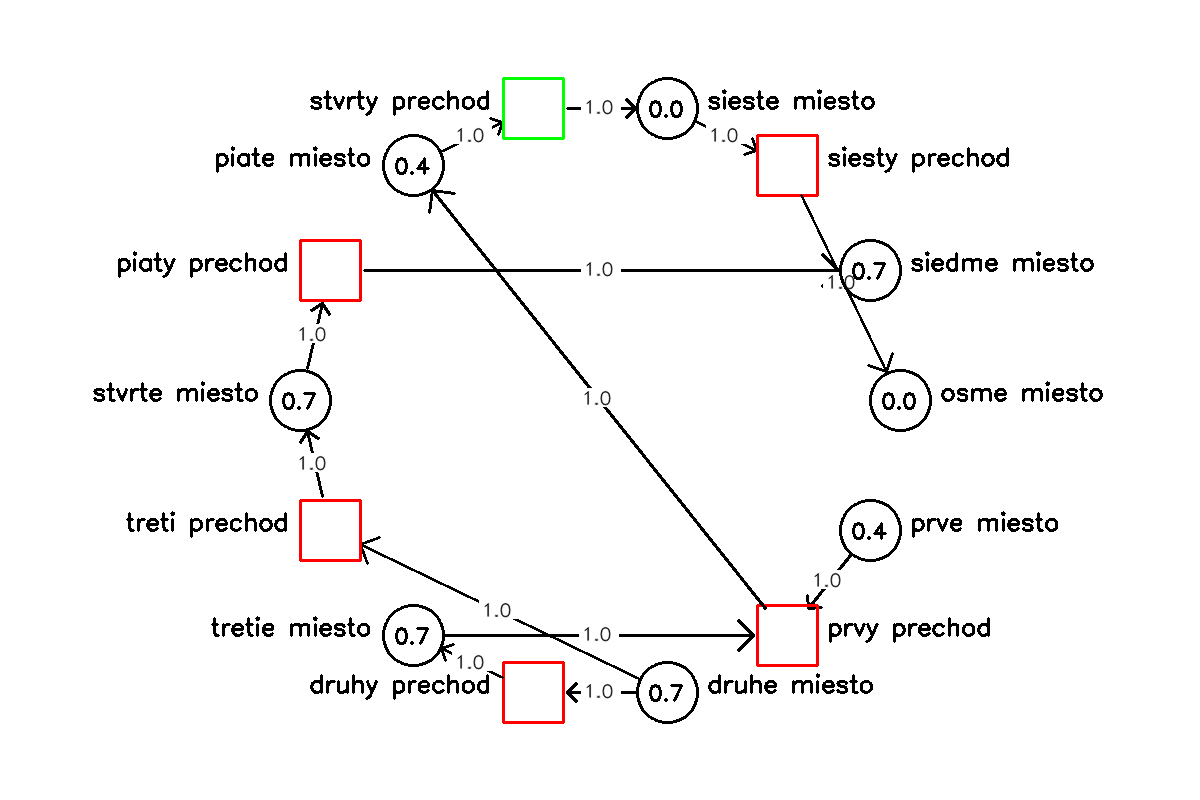 stvrty prechod
1.0
0.0
sieste miesto
1.0
1.0
piate miesto
0.4
siesty prechod
piaty prechod
1.0
0.7
siedme miesto
1.0
1.0
stvrte miesto
0.7
1.0
0.0
osme miesto
1.0
treti prechod
0.4
prve miesto
1.0
1.0
tretie miesto
0.7
1.0
prvy prechod
1.0
druhy prechod
1.0
0.7
druhe miesto